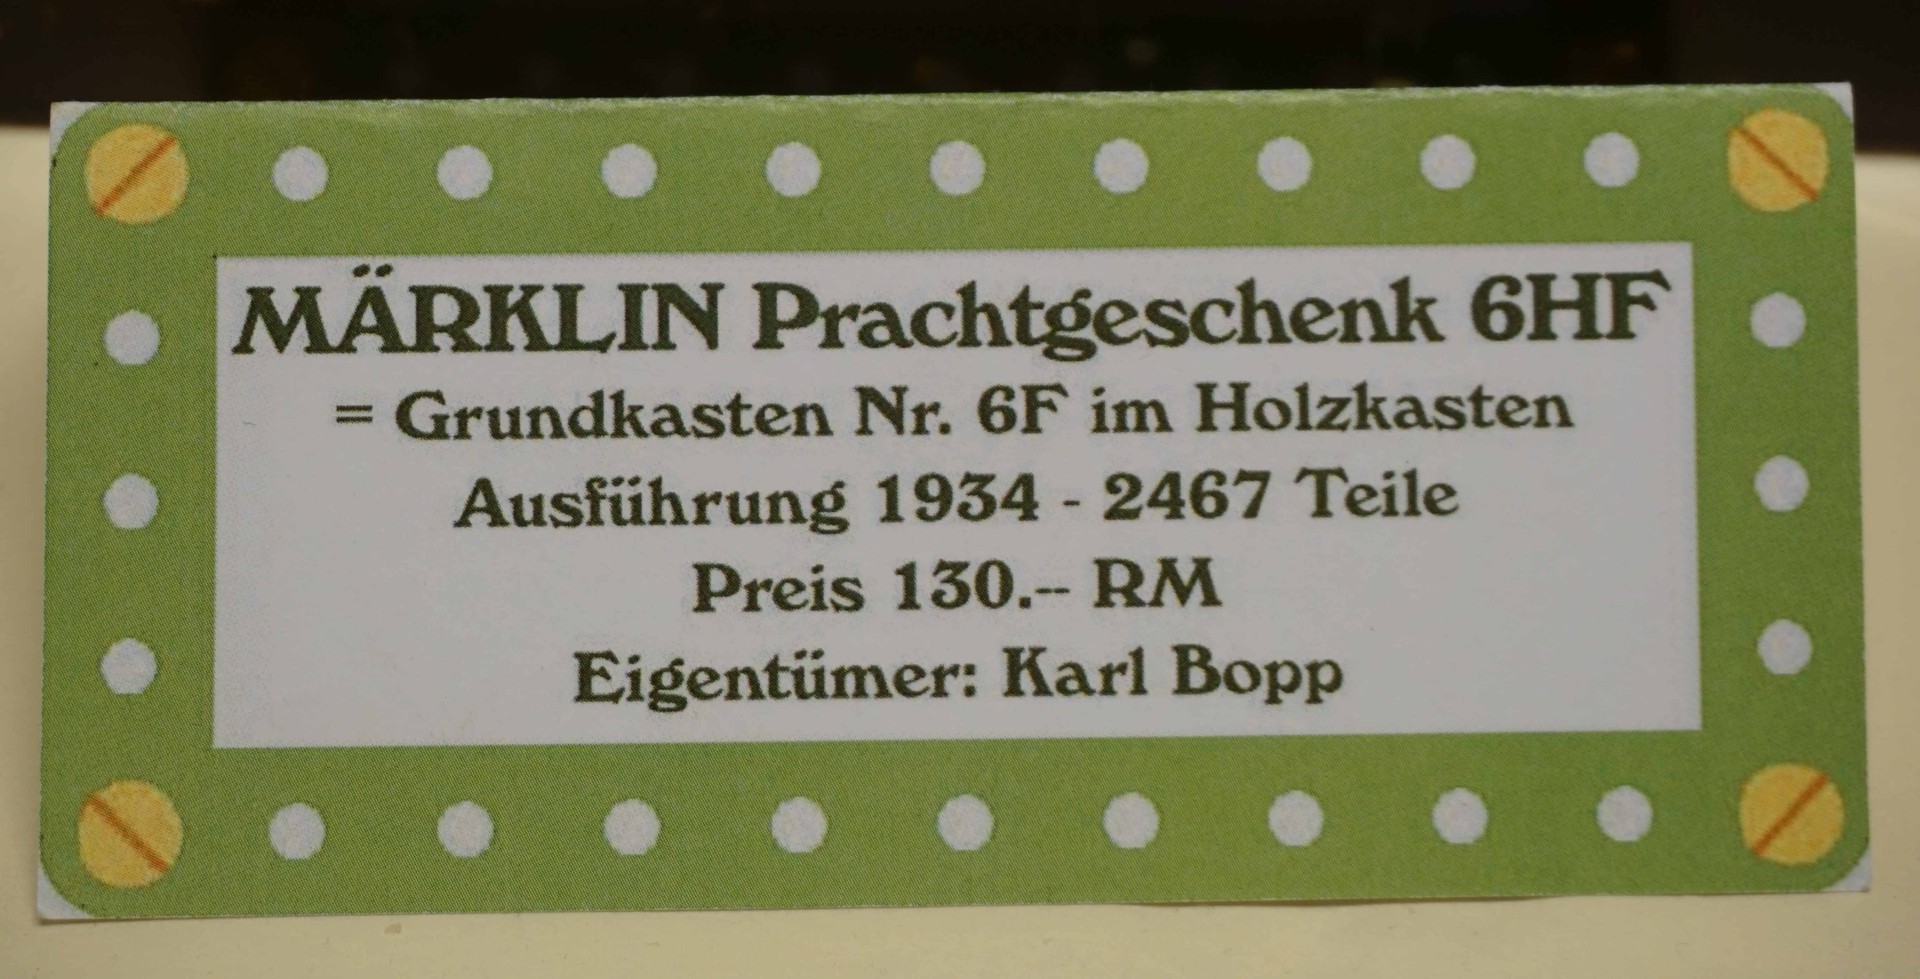 MÄRKLIN Prachtgeschenk 6HF
= Grundkasten Nr. 6F im Holzkasten
Ausführung 1934 - 2467 Teile
Preis 130.-- RM
Eigentümer: Karl Bopp